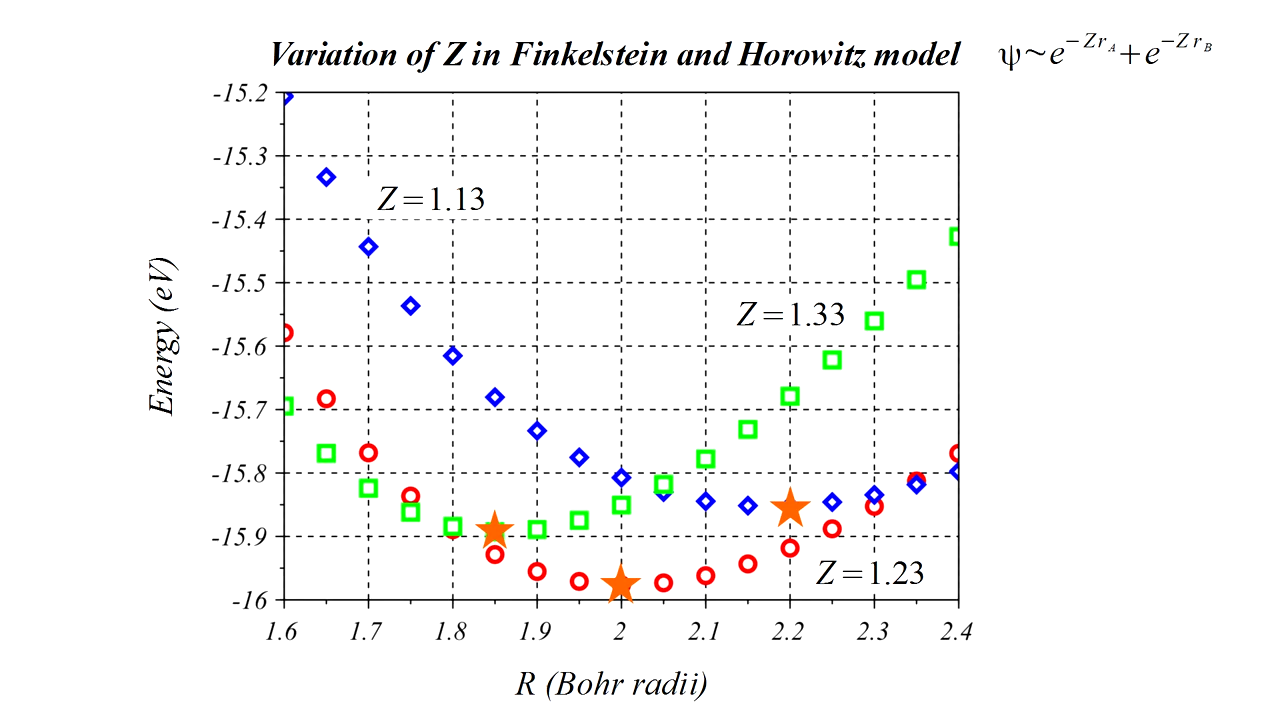 Variation of Z in Finkelstein and Horowitz model
ψ~e^{-Zr_A}+e^{-Zr_B}
-15.2
-15.3
Z=1.13
-15.4
-15.5
Z=1.33
-15.6
-15.7
-15.8
-15.9
Z=1.23
-16
Energy (eV)
1.6 1.7 1.8 1.9 2 2.1 2.2 2.3 2.4
R (Bohr radii)